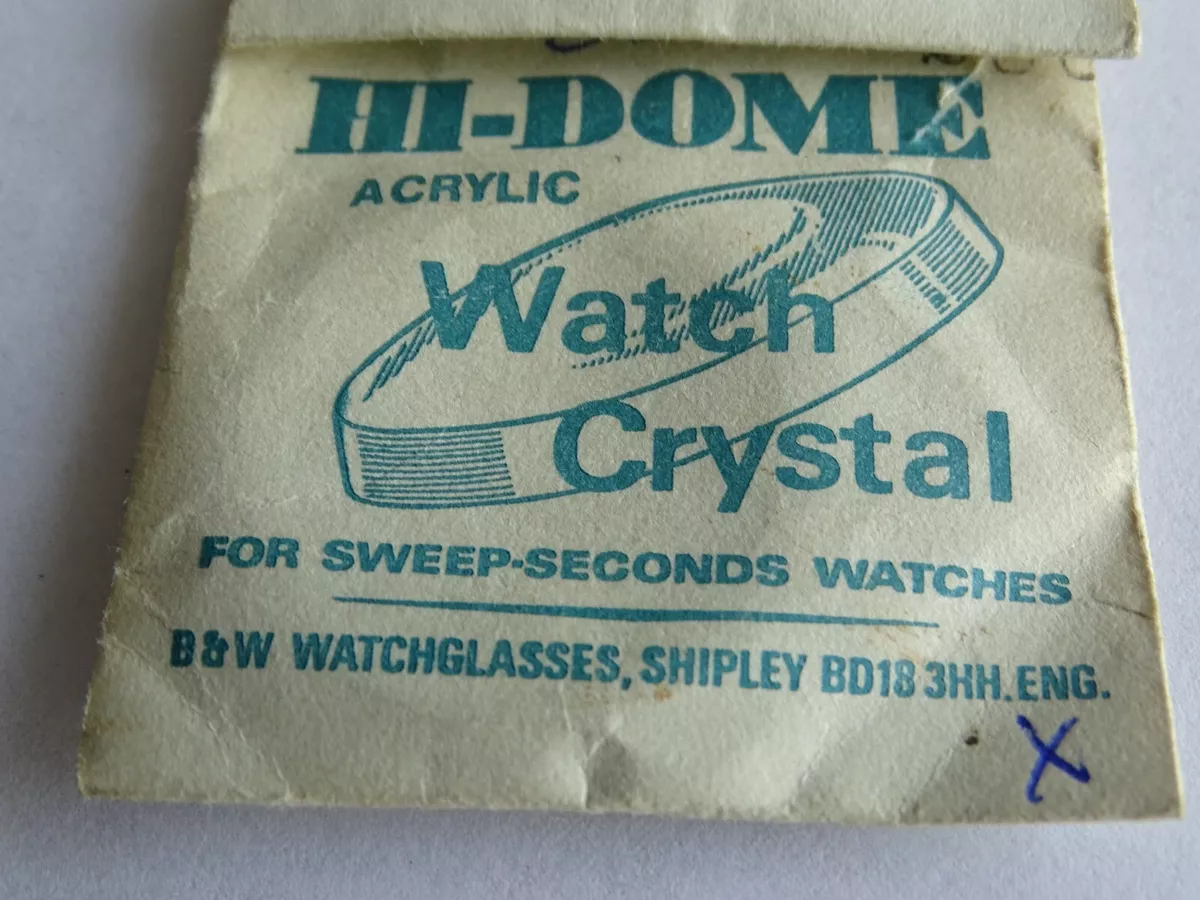 HI-DOME
ACRYLIC
Watch
Crystal
FOR SWEEP-SECONDS WATCHES
B & W WATCHGLASSES, SHIPLEY BD18 3HH. ENG.
X